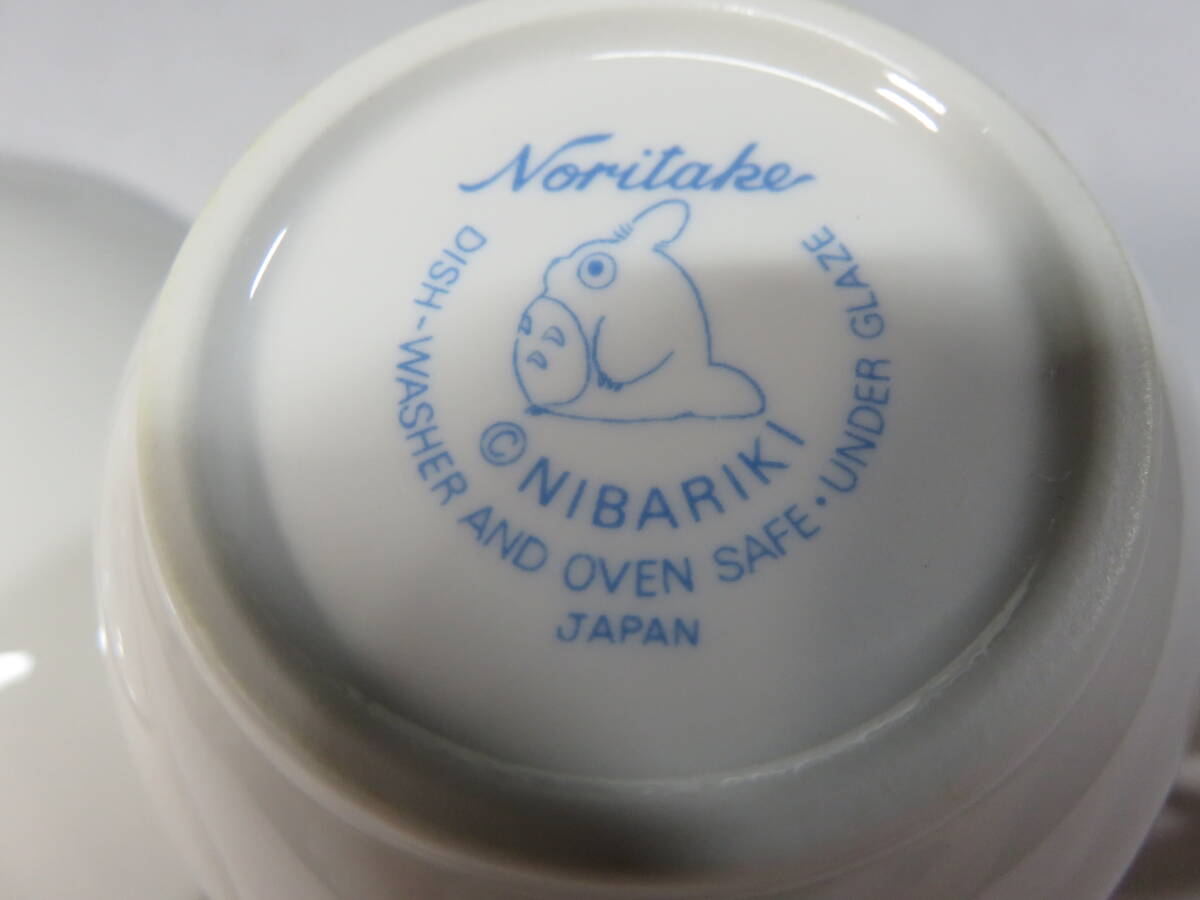 Noritake
© NIBARIKI
DISH-WASHER AND OVEN SAFE · UNDER GLAZE
JAPAN